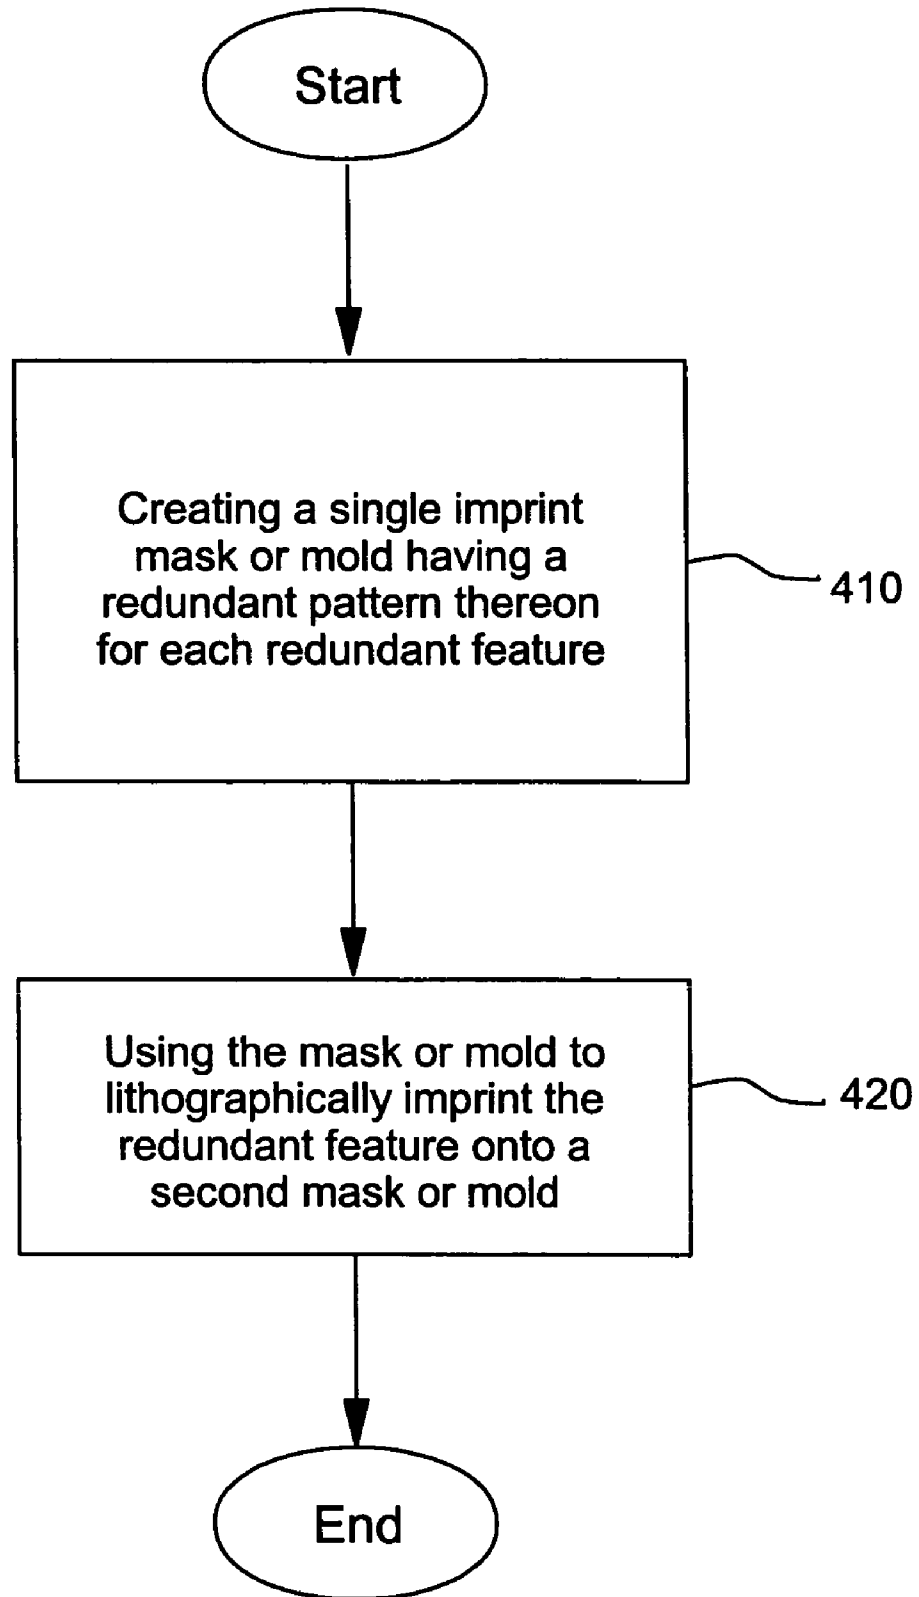 Start
Creating a single imprint
mask or mold having a
redundant pattern thereon
for each redundant feature
410
Using the mask or mold to
lithographically imprint the
redundant feature onto a
second mask or mold
420
End